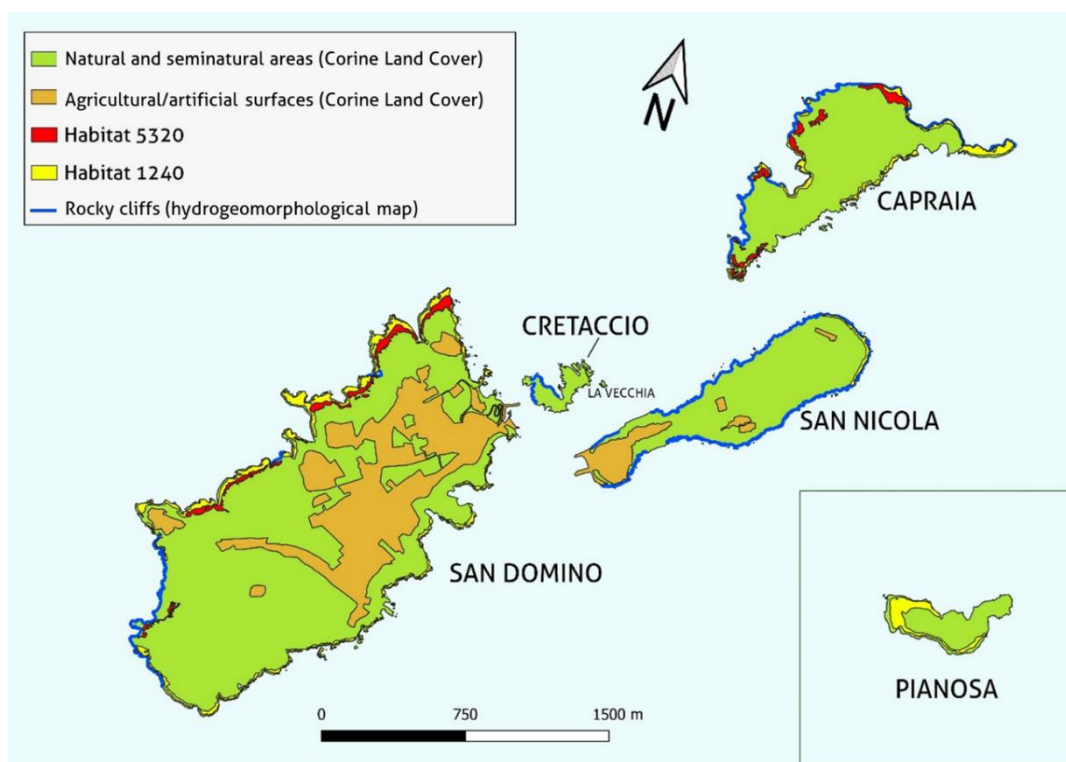 Natural and seminatural areas (Corine Land Cover)
Agricultural/artificial surfaces (Corine Land Cover)
Habitat 5320
Habitat 1240
Rocky cliffs (hydrogeomorphological map)
N
CAPRAIA
CRETACCIO
LA VECCHIA
SAN NICOLA
SAN DOMINO
PIANOSA
0 750 1500 m